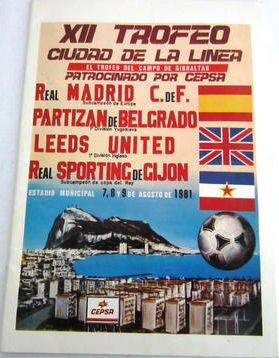 XII TROFEO
CIUDAD DE LA LINEA
EL TROFEO DEL CAMPO DE GIBRALTAR
PATROCINADO POR CEPSA
REAL MADRID C.DE F.
Subcampeón de Europa
PARTIZAN DE BELGRADO
1ª División Yugoslava
LEEDS UNITED
1ª División Inglesa
REAL SPORTING DE GIJON
Subcampeón de copa del Rey
ESTADIO MUNICIPAL 7, 8 Y 9 DE AGOSTO DE 1981
CEPSA